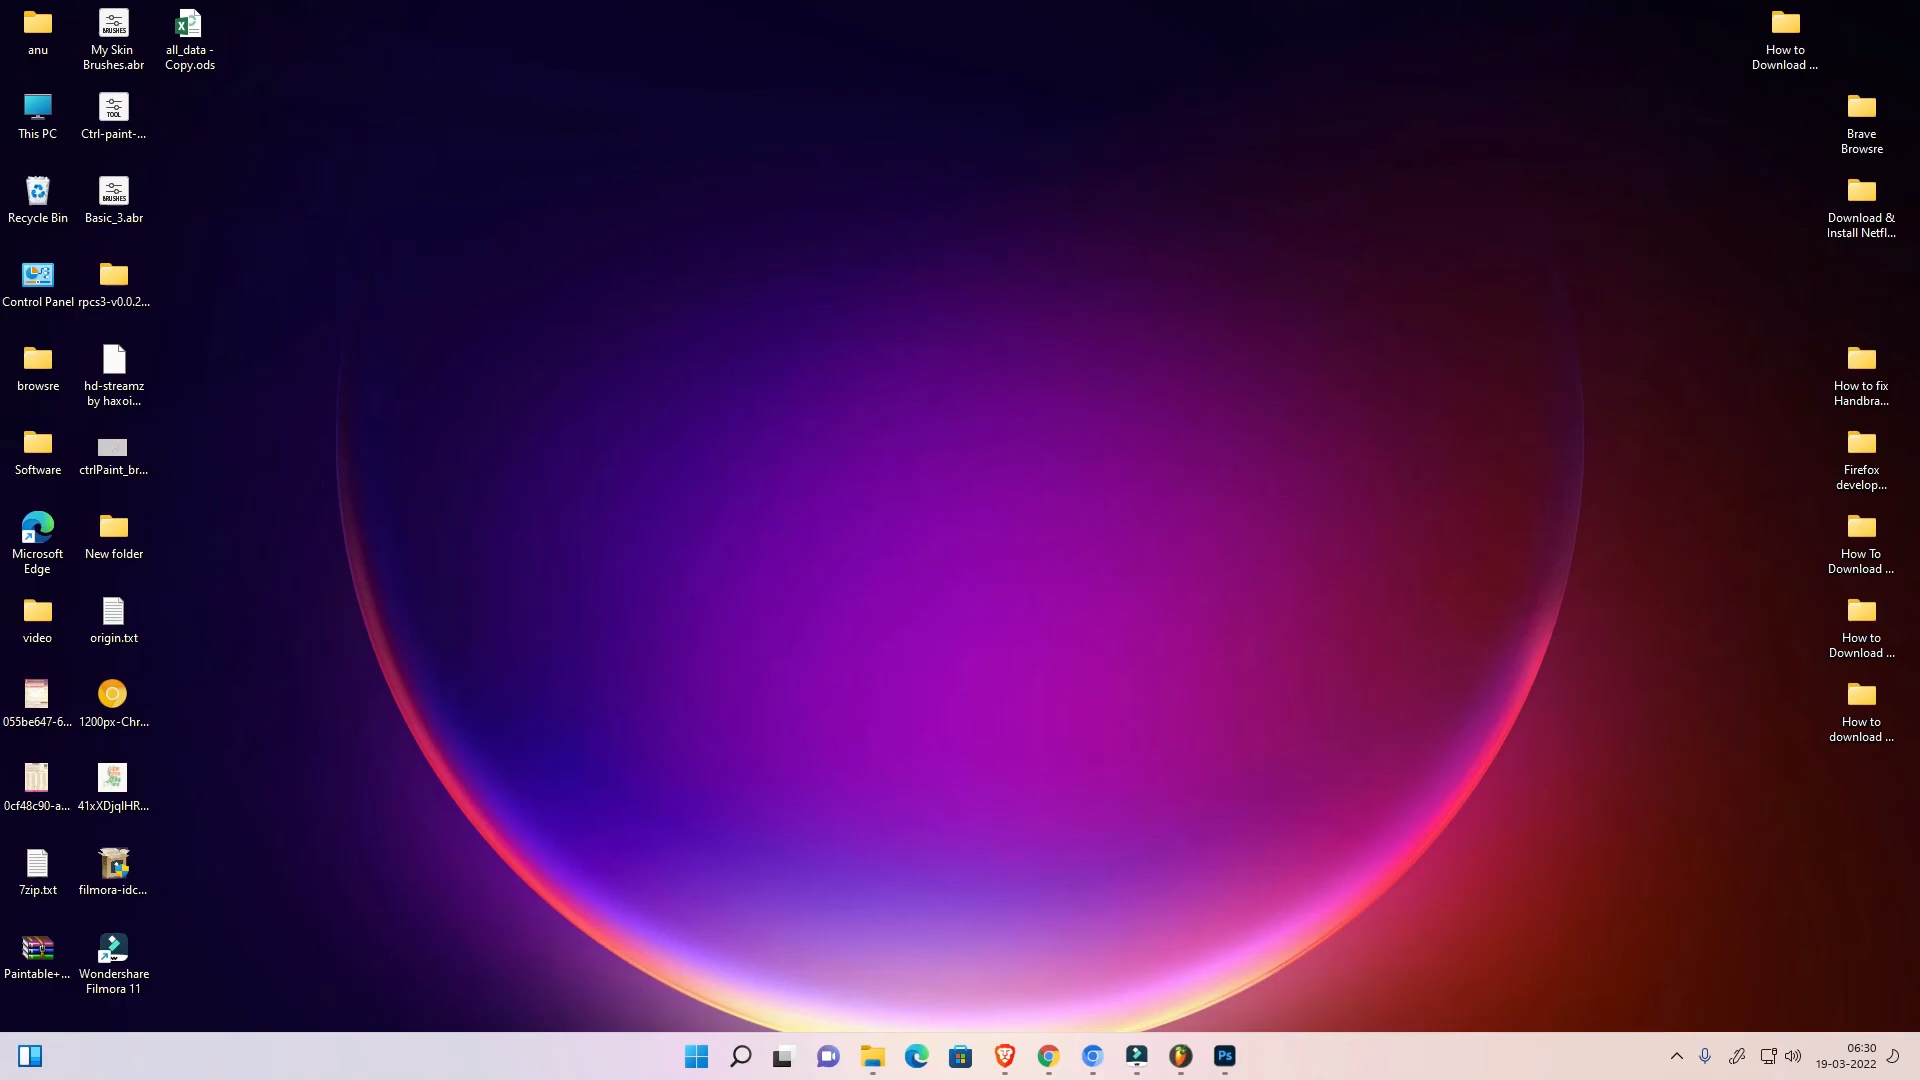 anu
My Skin
Brushes.abr
all_data -
Copy.ods
This PC
Ctrl-paint-...
Recycle Bin
Basic_3.abr
Control Panel
rpcs3-v0.0.2...
browsre
hd-streamz
by haxoi...
Software
ctrlPaint_br...
Microsoft
Edge
New folder
video
origin.txt
055be647-6...
1200px-Chr...
0cf48c90-a...
41xXDjqlHR...
7zip.txt
filmora-idc...
Paintable+...
Wondershare
Filmora 11
BRUSHES
TOOL
BRUSHES
How to
Download ...
Brave
Browsre
Download &
Install Netfl...
How to fix
Handbra...
Firefox
develop...
How To
Download ...
How to
Download ...
How to
download ...
Ps
06:30
19-03-2022